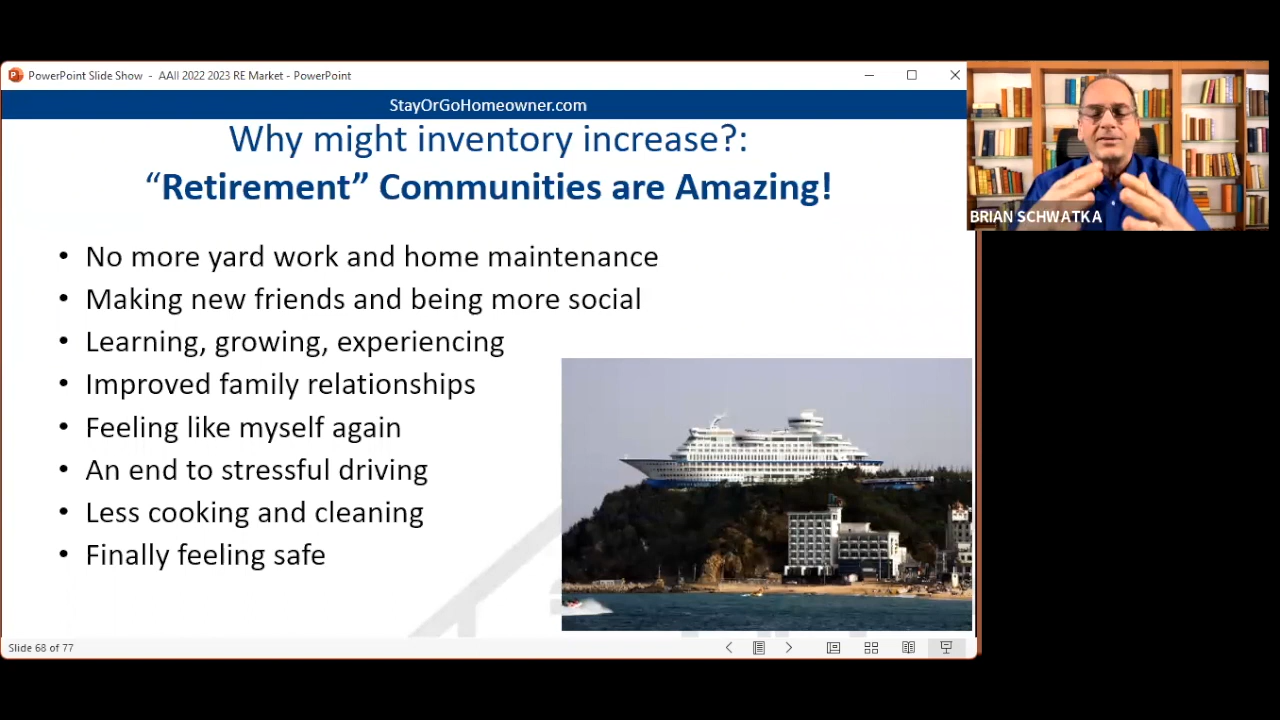 PowerPoint Slide Show - AAII 2022 2023 RE Market - PowerPoint
StayOrGoHomeowner.com
Why might inventory increase?:
“Retirement” Communities are Amazing!
• No more yard work and home maintenance
• Making new friends and being more social
• Learning, growing, experiencing
• Improved family relationships
• Feeling like myself again
• An end to stressful driving
• Less cooking and cleaning
• Finally feeling safe
Slide 68 of 77
BRIAN SCHWATKA